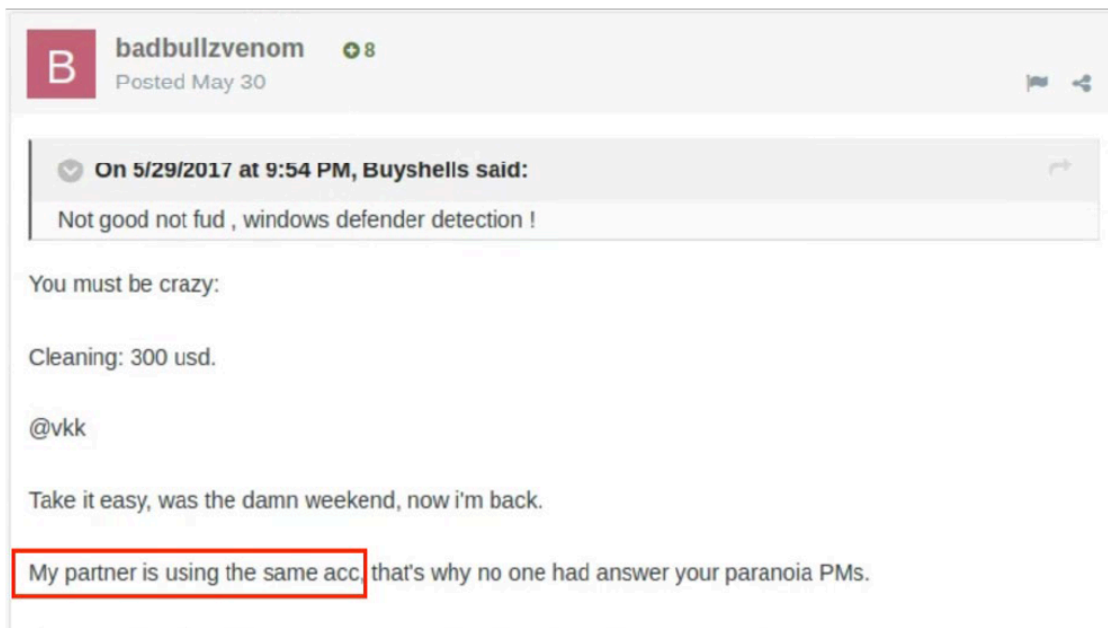 B
badbullzvenom 8
Posted May 30
On 5/29/2017 at 9:54 PM, Buyshells said:
Not good not fud , windows defender detection !
You must be crazy:
Cleaning: 300 usd.
@vkk
Take it easy, was the damn weekend, now i'm back.
My partner is using the same acc, that's why no one had answer your paranoia PMs.